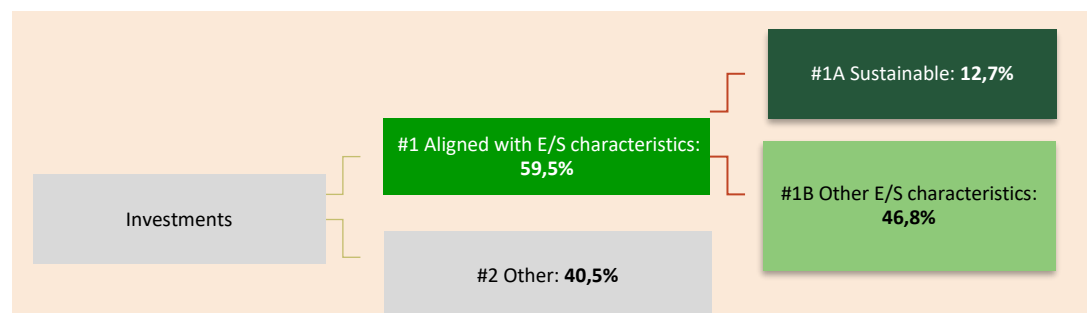 #1A Sustainable: 12,7%
#1 Aligned with E/S characteristics:
59,5%
#1B Other E/S characteristics:
46,8%
Investments
#2 Other: 40,5%